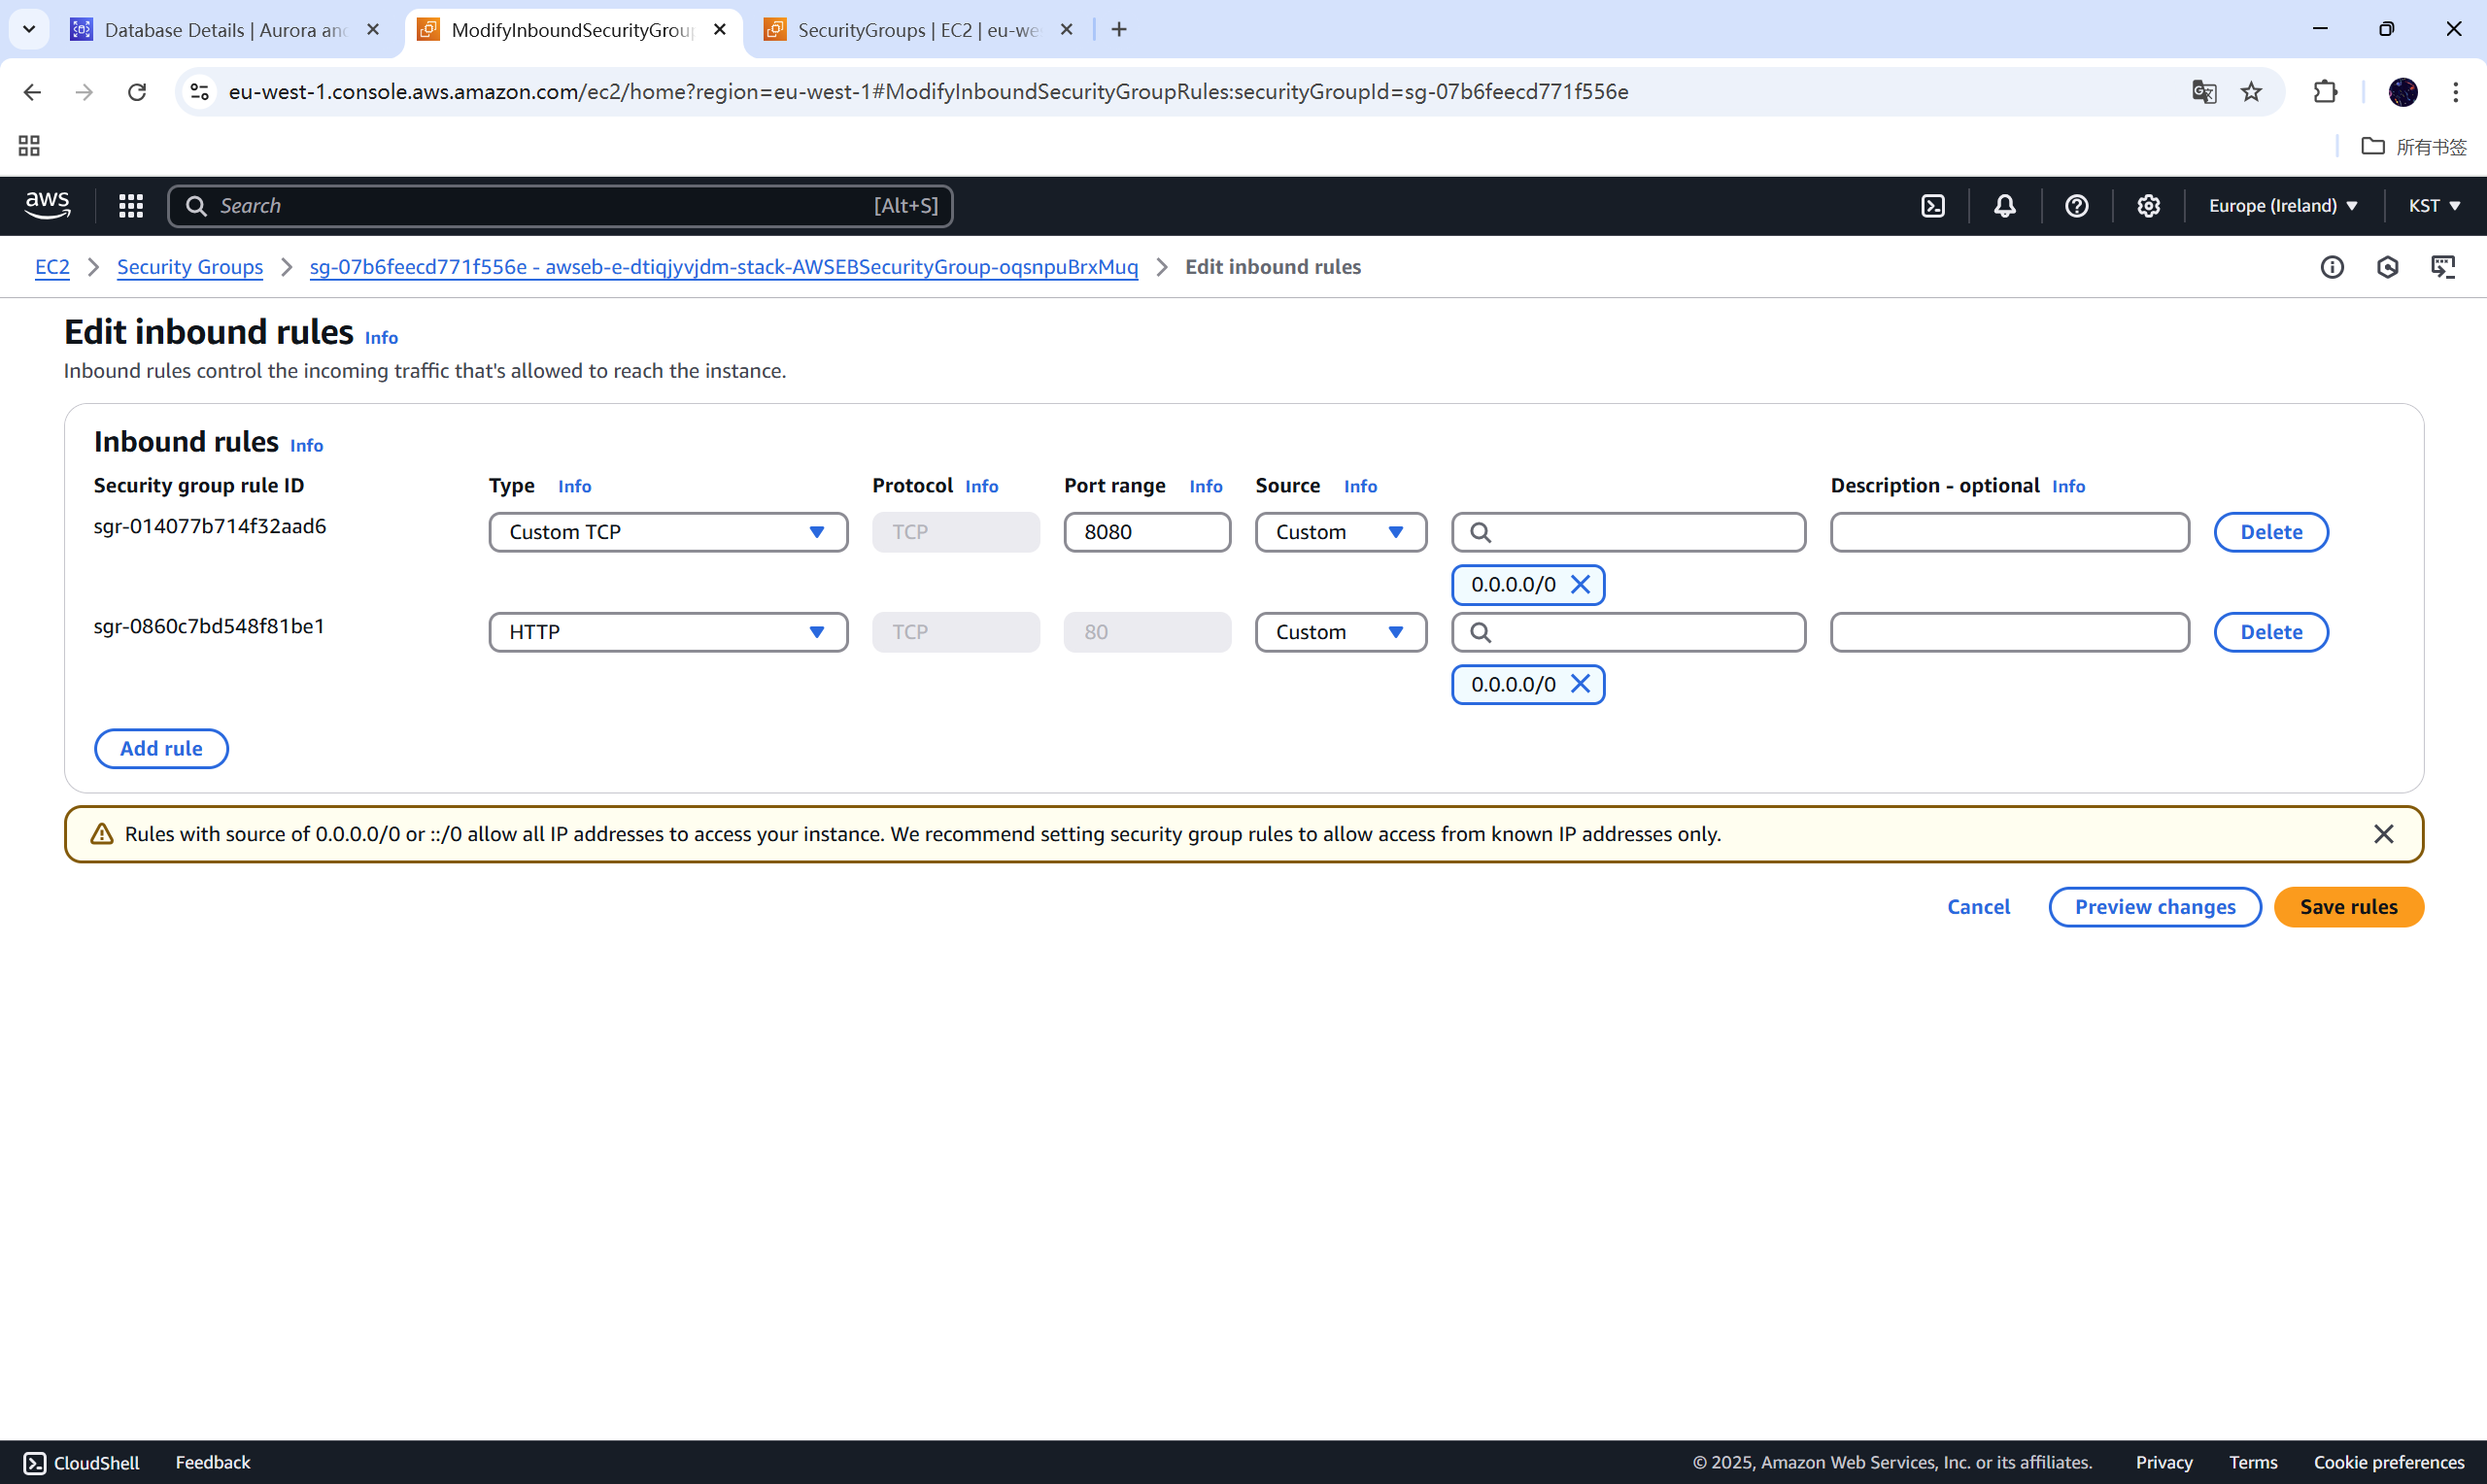 Database Details | Aurora and
ModifyInboundSecurityGroup
SecurityGroups | EC2 | eu-we
eu-west-1.console.aws.amazon.com/ec2/home?region=eu-west-1#ModifyInboundSecurityGroupRules:securityGroupId=sg-07b6feecd771f556e
所有书签
aws
Search [Alt+S]
Europe (Ireland) KST
EC2 Security Groups sg-07b6feecd771f556e - awseb-e-dtiqjyvjdm-stack-AWSEBSecurityGroup-oqsnpuBrxMuq Edit inbound rules
Edit inbound rules Info
Inbound rules control the incoming traffic that's allowed to reach the instance.
Inbound rules Info
Security group rule ID Type Info Protocol Info Port range Info Source Info Description - optional Info
sgr-014077b714f32aad6 Custom TCP TCP 8080 Custom Delete
0.0.0.0/0
sgr-0860c7bd548f81be1 HTTP TCP 80 Custom Delete
0.0.0.0/0
Add rule
Rules with source of 0.0.0.0/0 or ::/0 allow all IP addresses to access your instance. We recommend setting security group rules to allow access from known IP addresses only.
Cancel Preview changes Save rules
CloudShell Feedback © 2025, Amazon Web Services, Inc. or its affiliates. Privacy Terms Cookie preferences